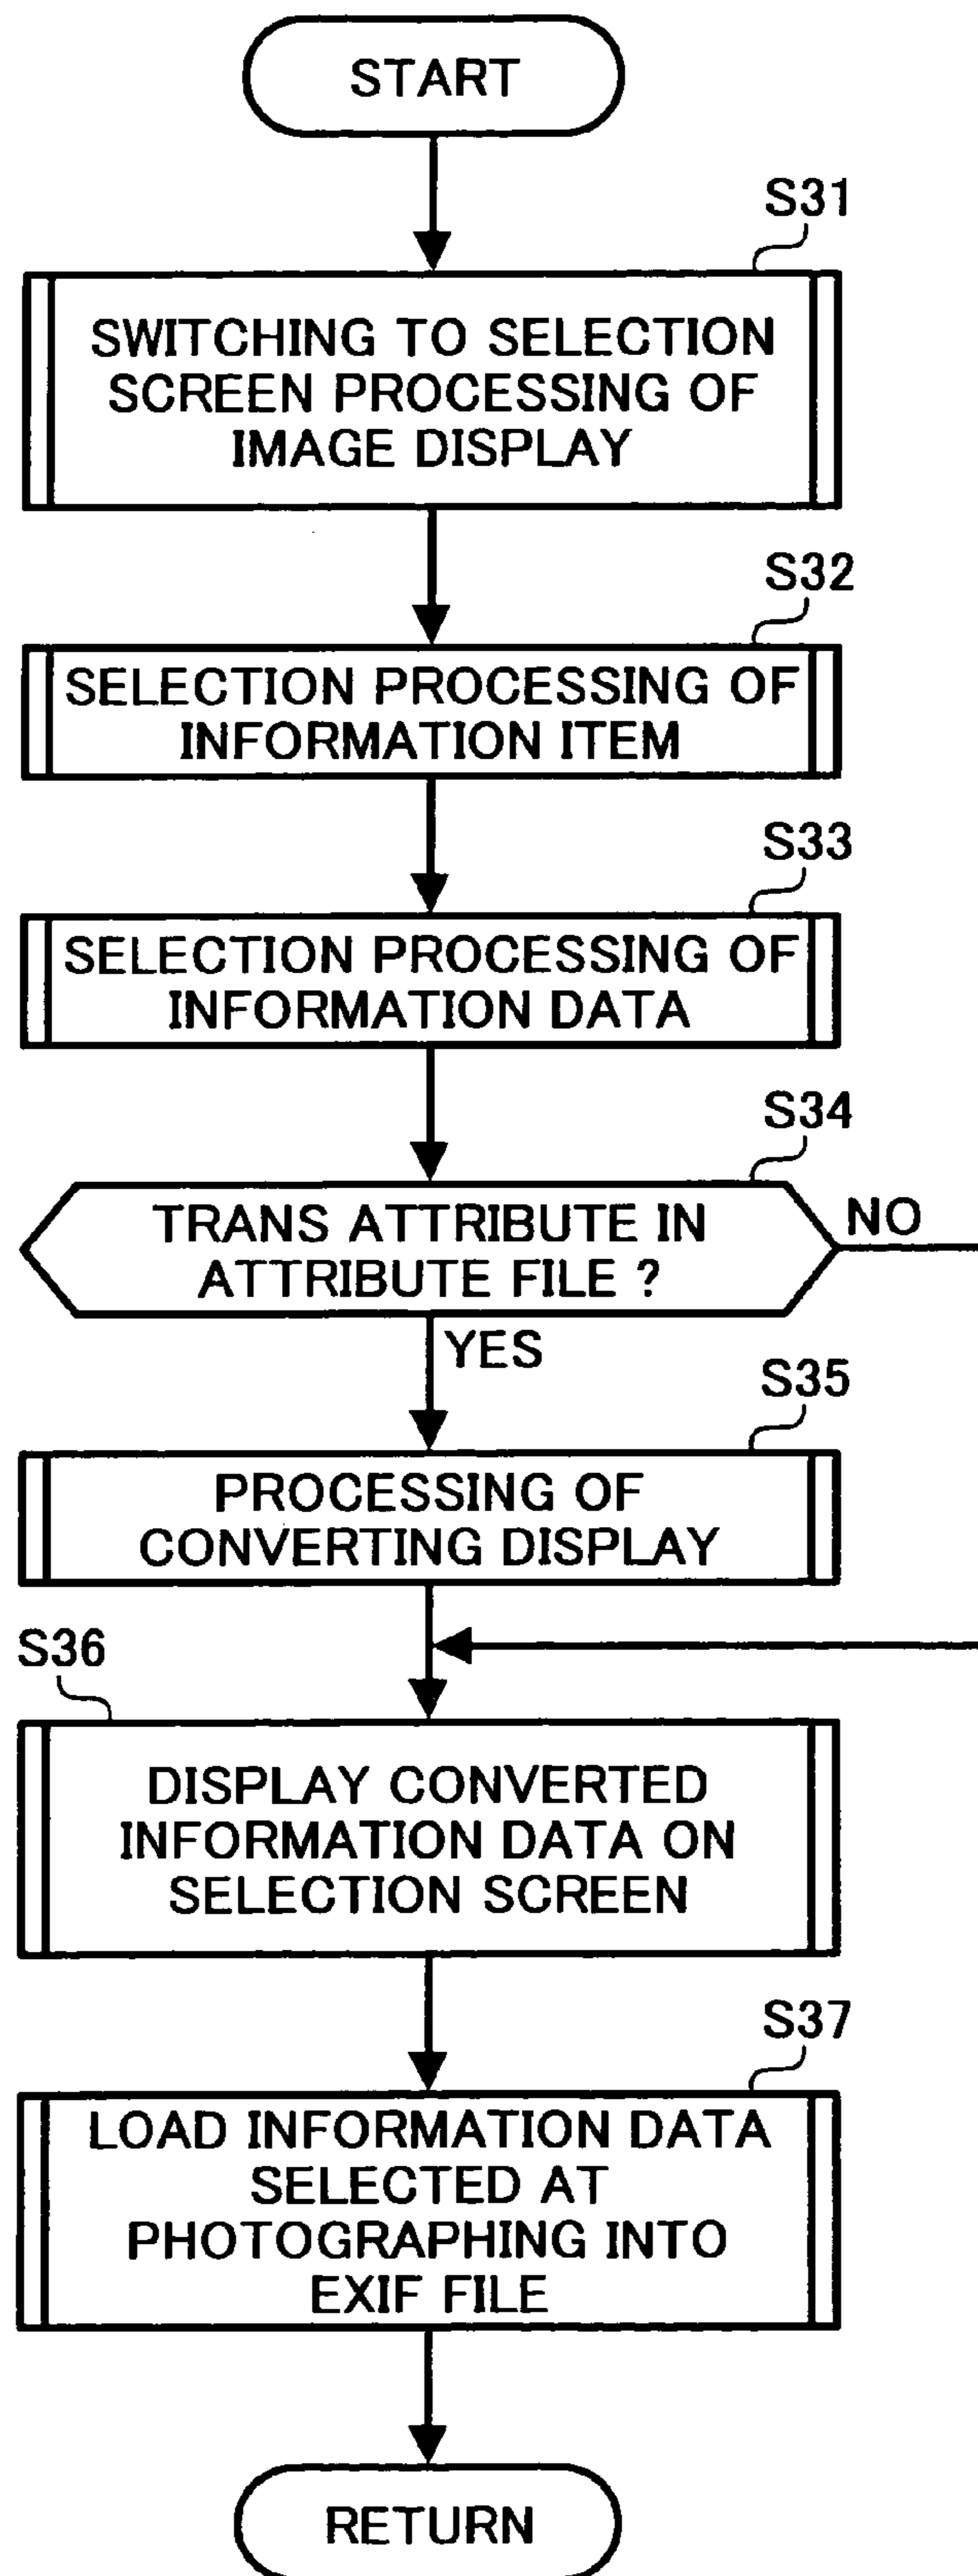 START
S31
SWITCHING TO SELECTION
SCREEN PROCESSING OF
IMAGE DISPLAY
S32
SELECTION PROCESSING OF
INFORMATION ITEM
S33
SELECTION PROCESSING OF
INFORMATION DATA
S34
TRANS ATTRIBUTE IN
ATTRIBUTE FILE ?
NO
YES
S35
PROCESSING OF
CONVERTING DISPLAY
S36
DISPLAY CONVERTED
INFORMATION DATA ON
SELECTION SCREEN
S37
LOAD INFORMATION DATA
SELECTED AT
PHOTOGRAPHING INTO
EXIF FILE
RETURN